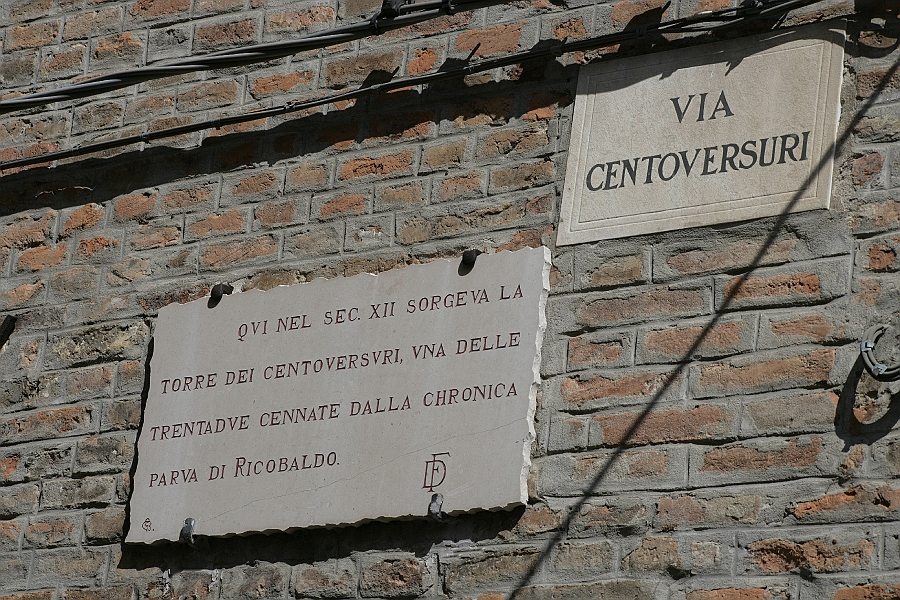 VIA
CENTOVERSURI
QVI NEL SEC. XII SORGEVA LA
TORRE DEI CENTOVERSVRI, VNA DELLE
TRENTADVE CENNATE DALLA CHRONICA
PARVA DI RICOBALDO.